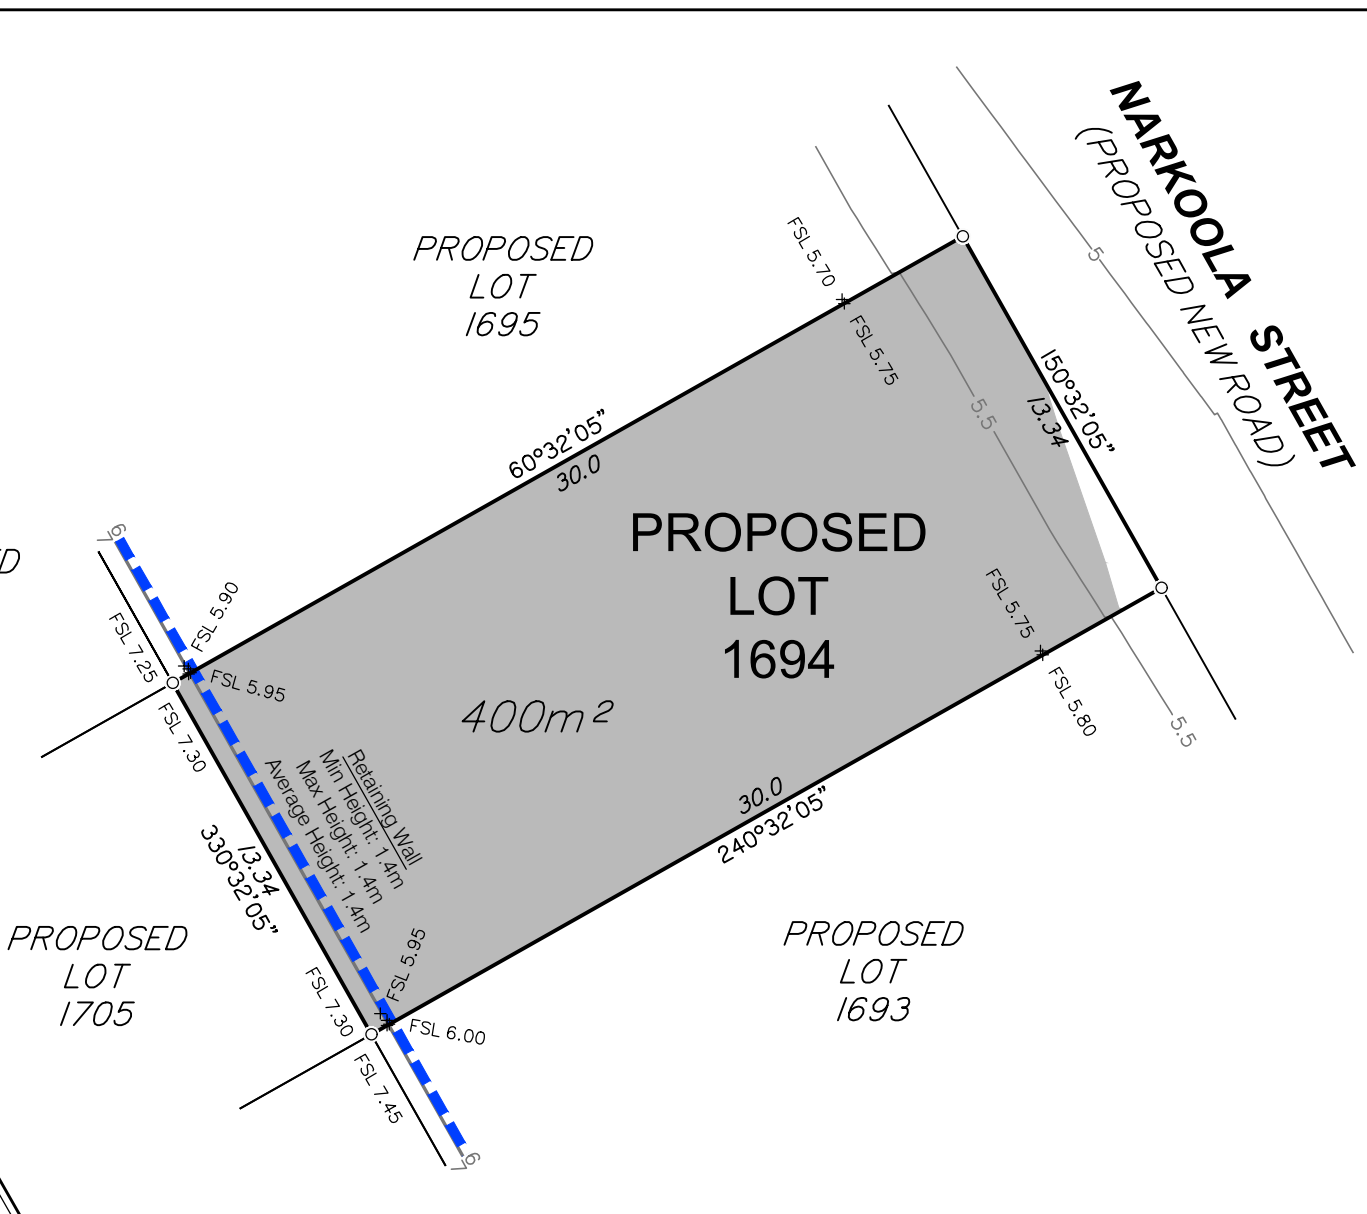 NARKOOLA STREET
(PROPOSED NEW ROAD)
5
PROPOSED
LOT
1695
FSL 5.70
FSL 5.75
150°32'05"
13.34
5.5
60°32'05"
30.0
PROPOSED
LOT
1694
400m²
6
7
FSL 5.90
FSL 7.25
FSL 5.95
FSL 7.30
FSL 5.75
FSL 5.80
5.5
Retaining Wall
Min Height: 1.4m
Max Height: 1.4m
Average Height: 1.4m
30.0
240°32'05"
13.34
330°32'05"
PROPOSED
LOT
1705
PROPOSED
LOT
1693
FSL 5.95
FSL 7.30
FSL 6.00
FSL 7.45
6
7